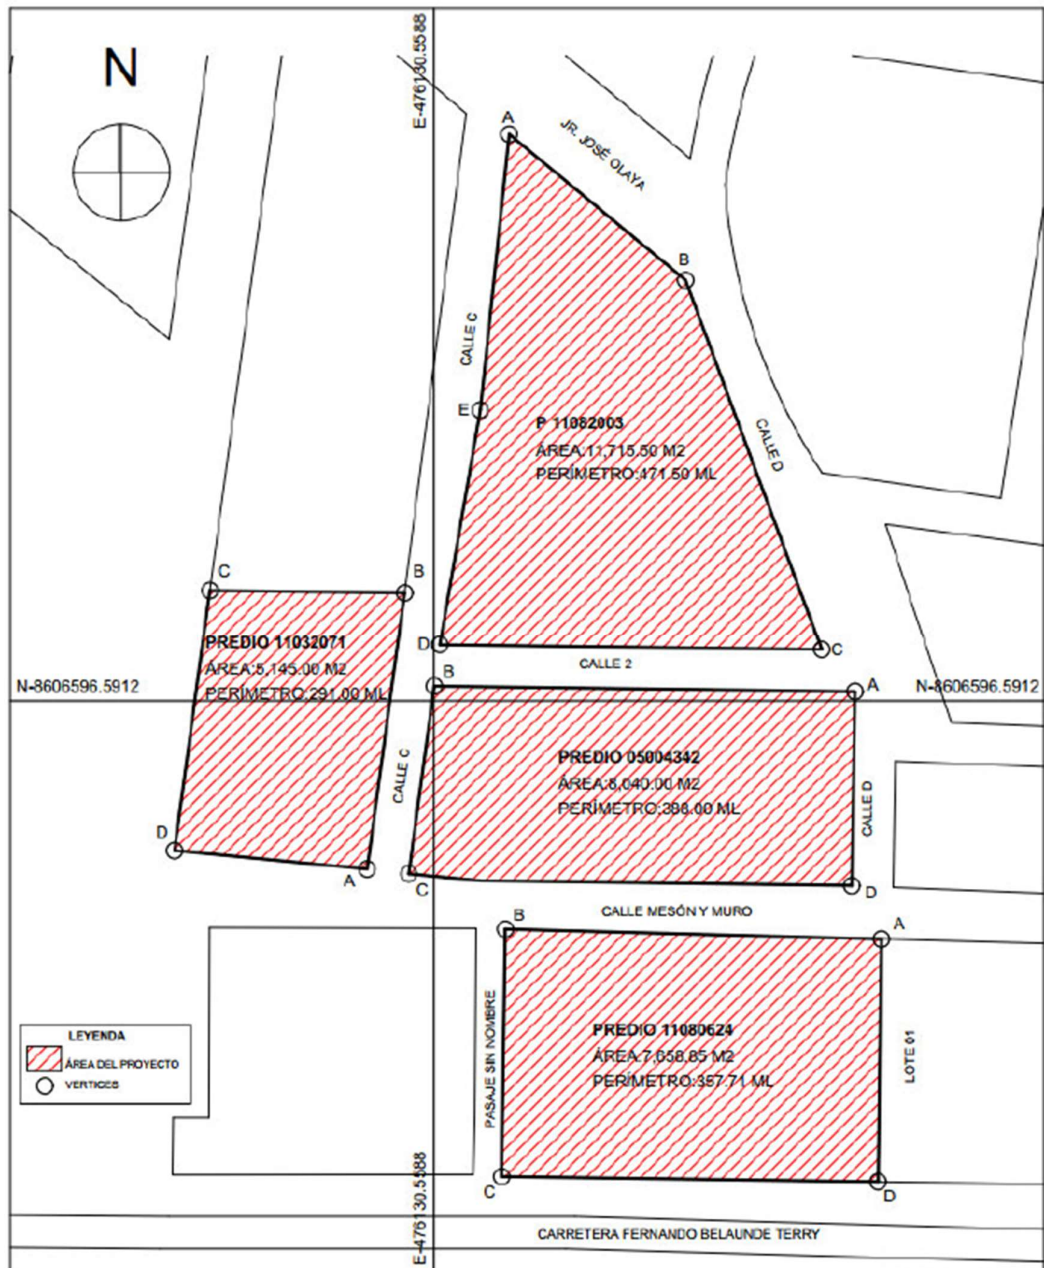 N
E-476130.5588
A
JR. JOSÉ OLAYA
B
CALLE C
E
P 11082003
ÁREA:11,715.50 M2
PERÍMETRO:471.50 ML
CALLE D
C
B
PREDIO 11032071
ÁREA:5,145.00 M2
PERÍMETRO:291.00 ML
D
C
CALLE 2
N-8606596.5912
B
A
N-8606596.5912
PREDIO 05004342
ÁREA:8,040.00 M2
PERÍMETRO:398.00 ML
CALLE C
CALLE D
D
A
C
D
CALLE MESÓN Y MURO
B
A
PASAJE SIN NOMBRE
PREDIO 11080624
ÁREA:7,658.85 M2
PERÍMETRO:357.71 ML
LOTE 01
LEYENDA
ÁREA DEL PROYECTO
VERTICES
E-476130.5588
C
D
CARRETERA FERNANDO BELAUNDE TERRY